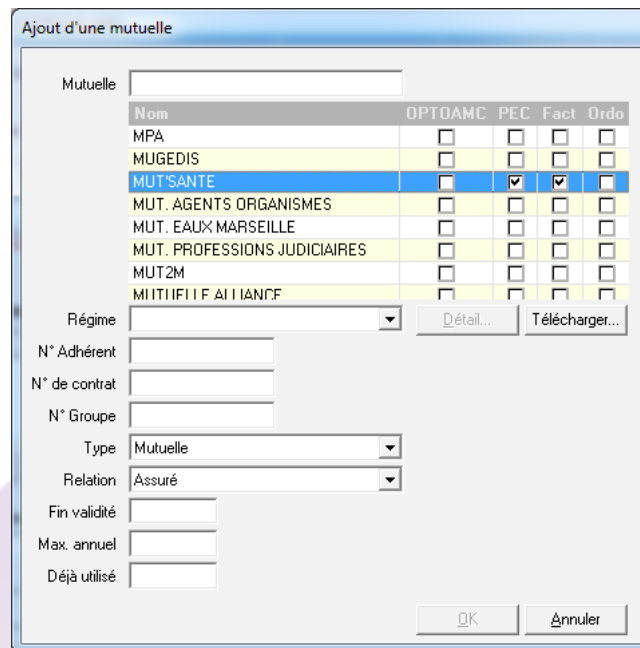 Ajout d'une mutuelle
Mutuelle
Nom OPTOAMC PEC Fact Ordo
MPA
MUGEDIS
MUT'SANTE
MUT. AGENTS ORGANISMES
MUT. EAUX MARSEILLE
MUT. PROFESSIONS JUDICIAIRES
MUT2M
MUTUELLE ALLIANCE
Régime Détail... Télécharger...
N° Adhérent
N° de contrat
N° Groupe
Type Mutuelle
Relation Assuré
Fin validité
Max. annuel
Déjà utilisé
OK Annuler